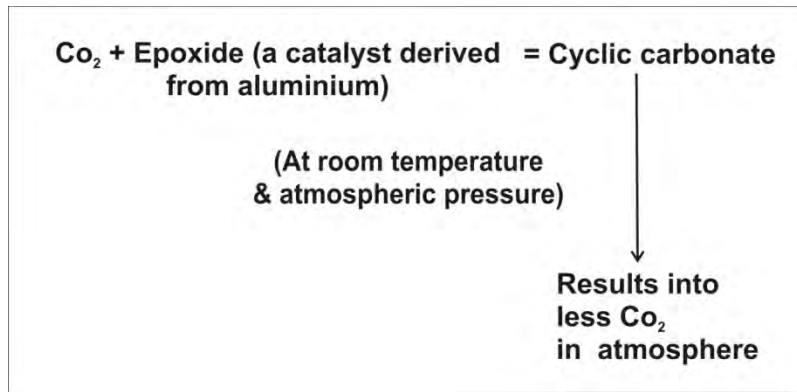 Co₂ + Epoxide (a catalyst derived = Cyclic carbonate
from aluminium)
(At room temperature
& atmospheric pressure)
Results into
less Co₂
in atmosphere